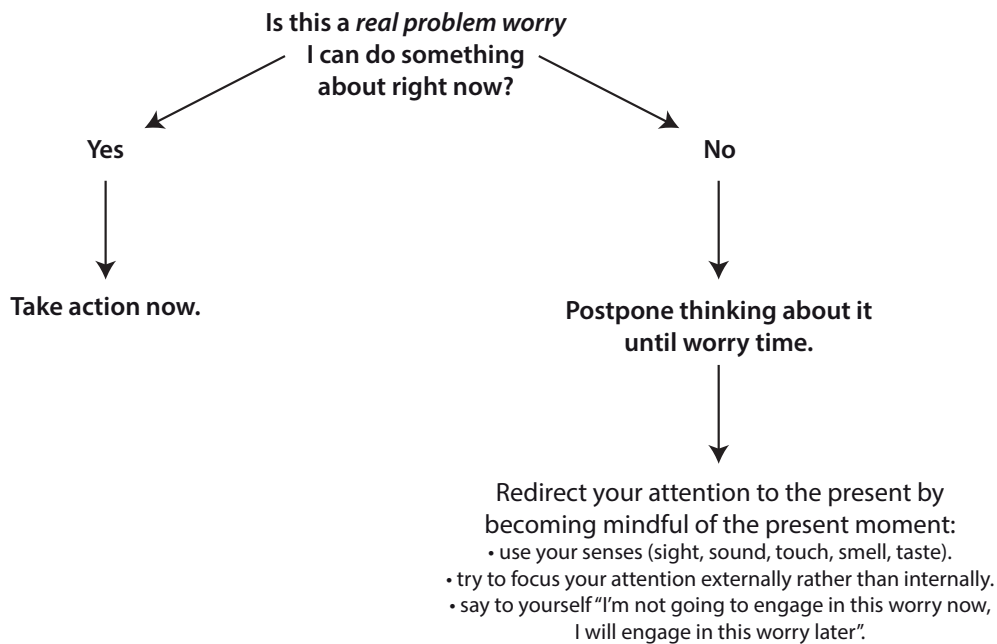 Is this a real problem worry
I can do something
about right now?
Yes
No
Take action now.
Postpone thinking about it
until worry time.
Redirect your attention to the present by
becoming mindful of the present moment:
• use your senses (sight, sound, touch, smell, taste).
• try to focus your attention externally rather than internally.
• say to yourself “I’m not going to engage in this worry now,
I will engage in this worry later”.